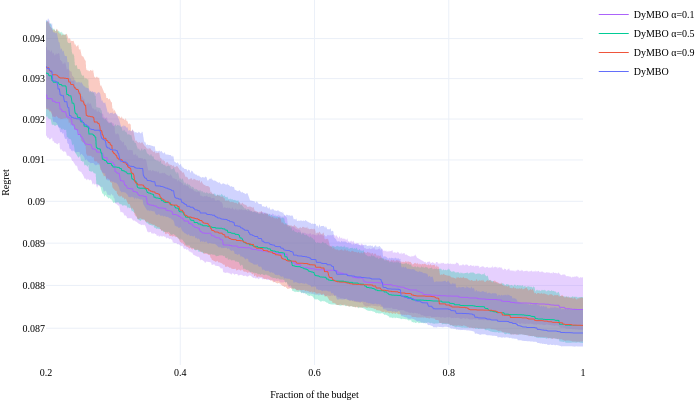 DyMBO α=0.1
DyMBO α=0.5
DyMBO α=0.9
DyMBO
Regret
0.094
0.093
0.092
0.091
0.09
0.089
0.088
0.087
0.2 0.4 0.6 0.8 1
Fraction of the budget